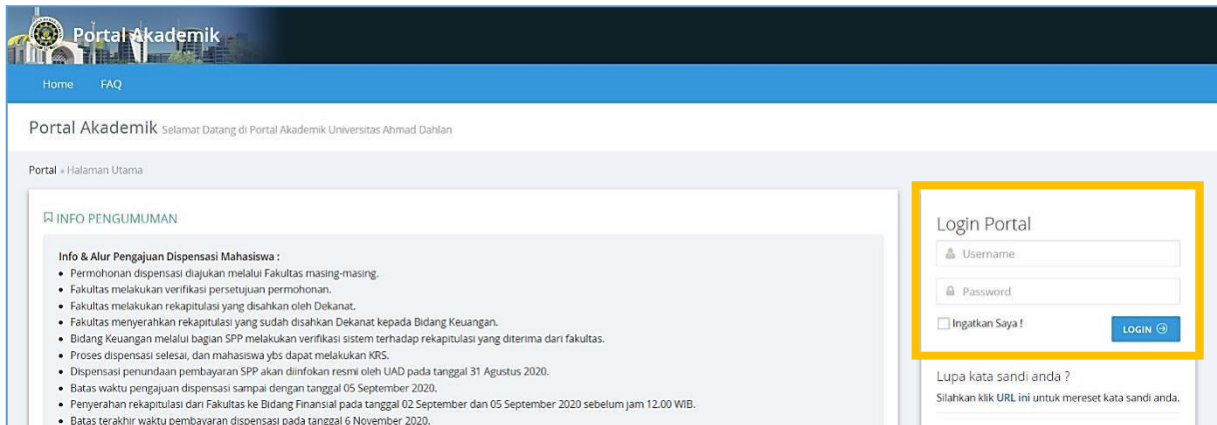 Portal Akademik
Home FAQ
Portal Akademik Selamat Datang di Portal Akademik Universitas Ahmad Dahlan
Portal » Halaman Utama
INFO PENGUMUMAN
Info & Alur Pengajuan Dispensasi Mahasiswa :
• Permohonan dispensasi diajukan melalui Fakultas masing-masing.
• Fakultas melakukan verifikasi persetujuan permohonan.
• Fakultas melakukan rekapitulasi yang disahkan oleh Dekanat.
• Fakultas menyerahkan rekapitulasi yang sudah disahkan Dekanat kepada Bidang Keuangan.
• Bidang Keuangan melalui bagian SPP melakukan verifikasi sistem terhadap rekapitulasi yang diterima dari fakultas.
• Proses dispensasi selesai, dan mahasiswa ybs dapat melakukan KRS.
• Dispensasi penundaan pembayaran SPP akan diinfokan resmi oleh UAD pada tanggal 31 Agustus 2020.
• Batas waktu pengajuan dispensasi sampai dengan tanggal 05 September 2020.
• Penyerahan rekapitulasi dari Fakultas ke Bidang Finansial pada tanggal 02 September dan 05 September 2020 sebelum jam 12.00 WIB.
• Batas terakhir waktu pembayaran dispensasi pada tanggal 6 November 2020.
Login Portal
Username
Password
Ingatkan Saya !
LOGIN
Lupa kata sandi anda ?
Silahkan klik URL ini untuk mereset kata sandi anda.